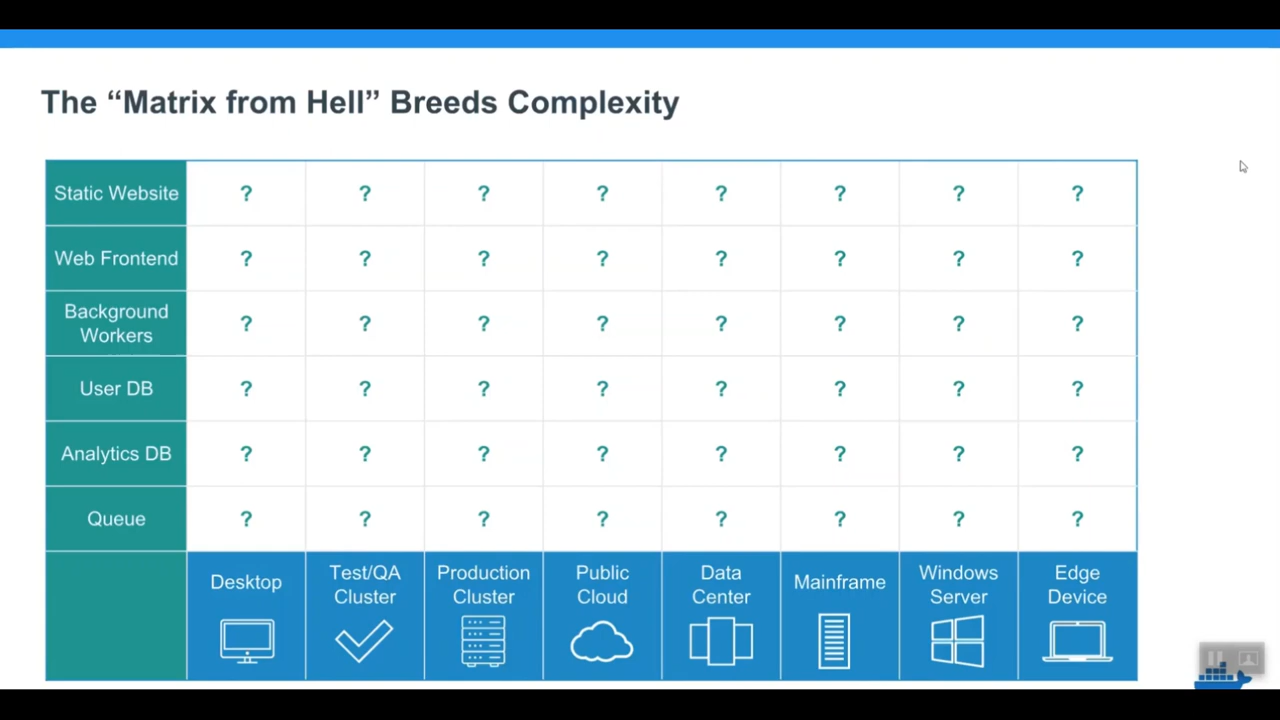 The “Matrix from Hell” Breeds Complexity
Static Website ? ? ? ? ? ? ? ?
Web Frontend ? ? ? ? ? ? ? ?
Background
Workers ? ? ? ? ? ? ? ?
User DB ? ? ? ? ? ? ? ?
Analytics DB ? ? ? ? ? ? ? ?
Queue ? ? ? ? ? ? ? ?
Desktop
Test/QA
Cluster
Production
Cluster
Public
Cloud
Data
Center
Mainframe
Windows
Server
Edge
Device